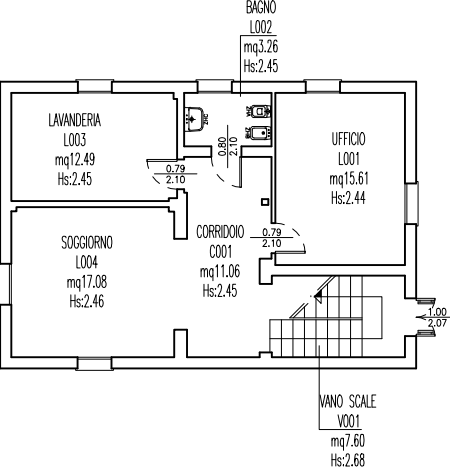 BAGNO
L002
mq3.26
Hs:2.45
LAVANDERIA
L003
mq12.49
Hs:2.45
0.80
2.10
UFFICIO
L001
mq15.61
Hs:2.44
0.79
2.10
SOGGIORNO
L004
mq17.08
Hs:2.46
CORRIDOIO
C001
mq11.06
Hs:2.45
0.79
2.10
1.00
2.07
VANO SCALE
V001
mq7.60
Hs:2.68